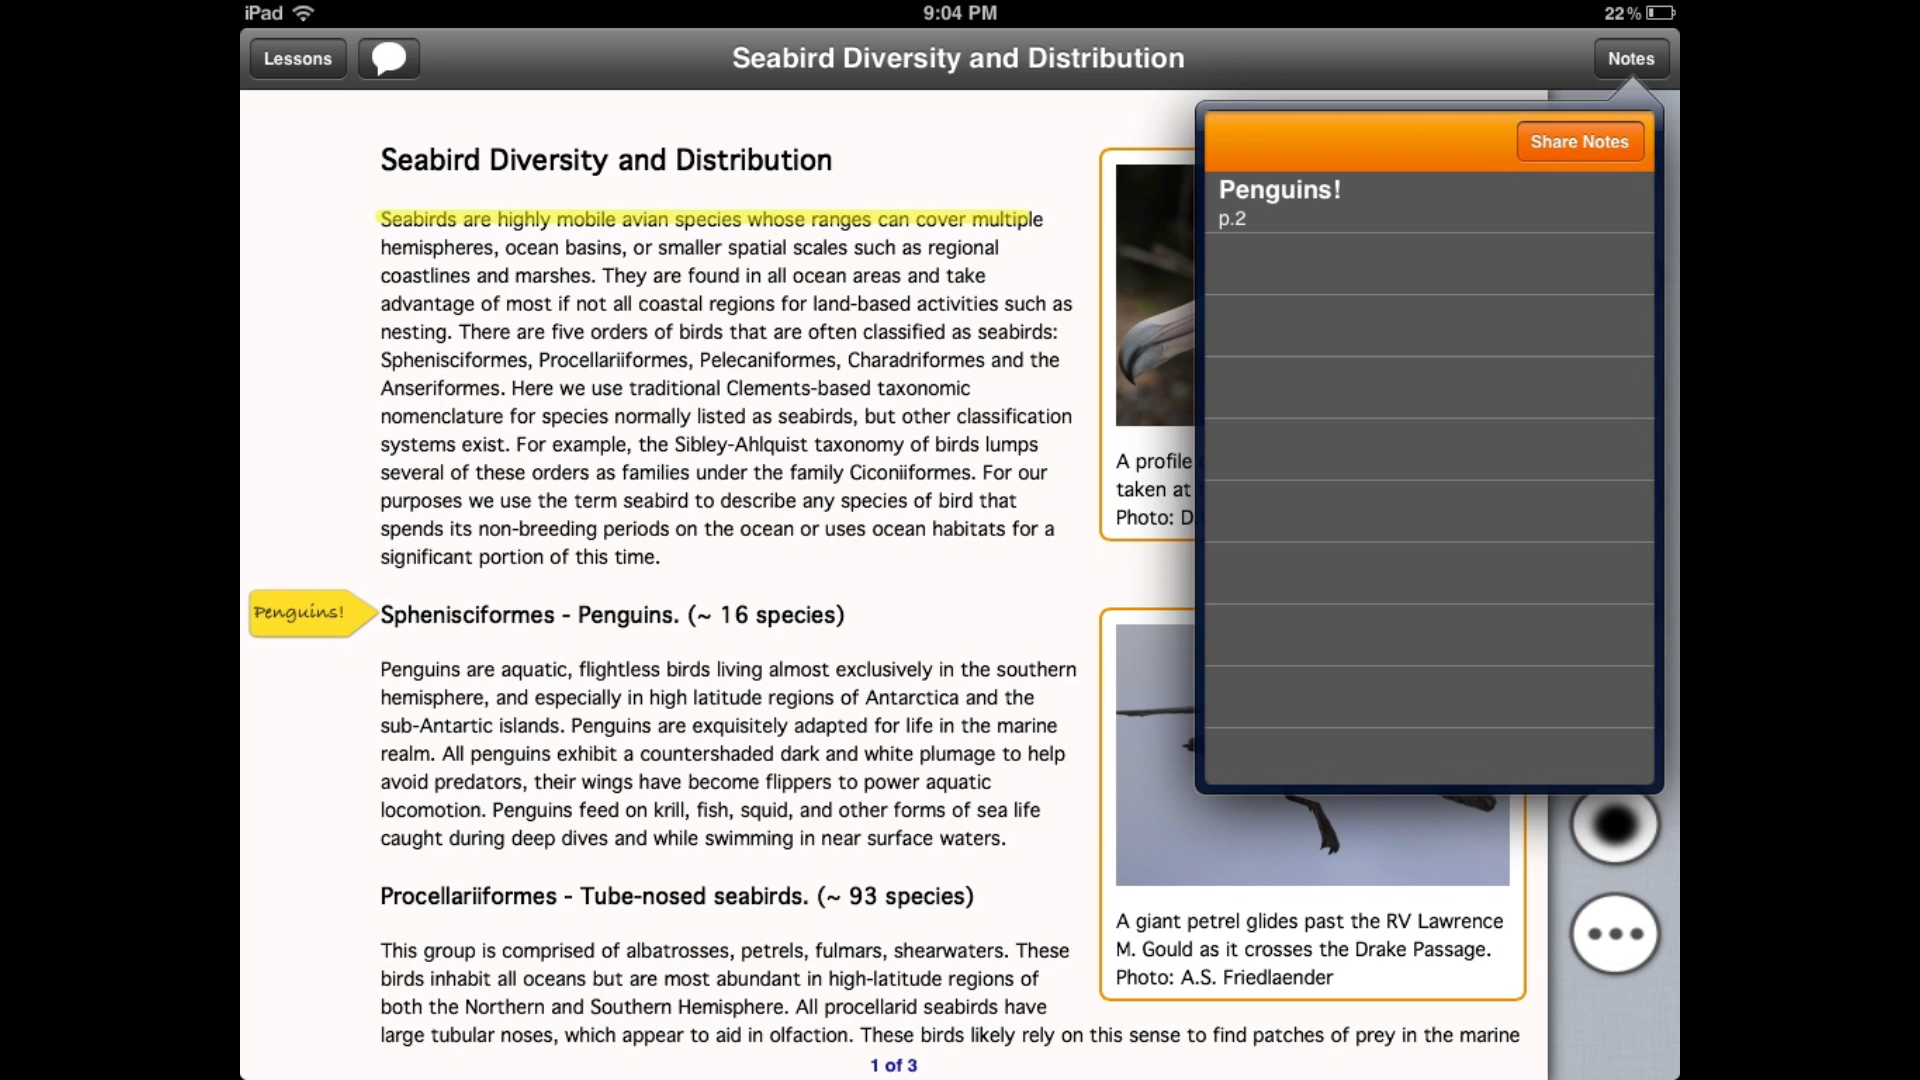 iPad
9:04 PM
22%
Lessons
Seabird Diversity and Distribution
Notes
Share Notes
Penguins!
p.2
Seabird Diversity and Distribution
Seabirds are highly mobile avian species whose ranges can cover multiple
hemispheres, ocean basins, or smaller spatial scales such as regional
coastlines and marshes. They are found in all ocean areas and take
advantage of most if not all coastal regions for land-based activities such as
nesting. There are five orders of birds that are often classified as seabirds:
Sphenisciformes, Procellariiformes, Pelecaniformes, Charadriformes and the
Anseriformes. Here we use traditional Clements-based taxonomic
nomenclature for species normally listed as seabirds, but other classification
systems exist. For example, the Sibley-Ahlquist taxonomy of birds lumps
several of these orders as families under the family Ciconiiformes. For our
purposes we use the term seabird to describe any species of bird that
spends its non-breeding periods on the ocean or uses ocean habitats for a
significant portion of this time.
A profile
taken at
Photo: D
Penguins!
Sphenisciformes - Penguins. (~ 16 species)
Penguins are aquatic, flightless birds living almost exclusively in the southern
hemisphere, and especially in high latitude regions of Antarctica and the
sub-Antartic islands. Penguins are exquisitely adapted for life in the marine
realm. All penguins exhibit a countershaded dark and white plumage to help
avoid predators, their wings have become flippers to power aquatic
locomotion. Penguins feed on krill, fish, squid, and other forms of sea life
caught during deep dives and while swimming in near surface waters.
Procellariiformes - Tube-nosed seabirds. (~ 93 species)
This group is comprised of albatrosses, petrels, fulmars, shearwaters. These
birds inhabit all oceans but are most abundant in high-latitude regions of
both the Northern and Southern Hemisphere. All procellarid seabirds have
large tubular noses, which appear to aid in olfaction. These birds likely rely on this sense to find patches of prey in the marine
A giant petrel glides past the RV Lawrence
M. Gould as it crosses the Drake Passage.
Photo: A.S. Friedlaender
1 of 3